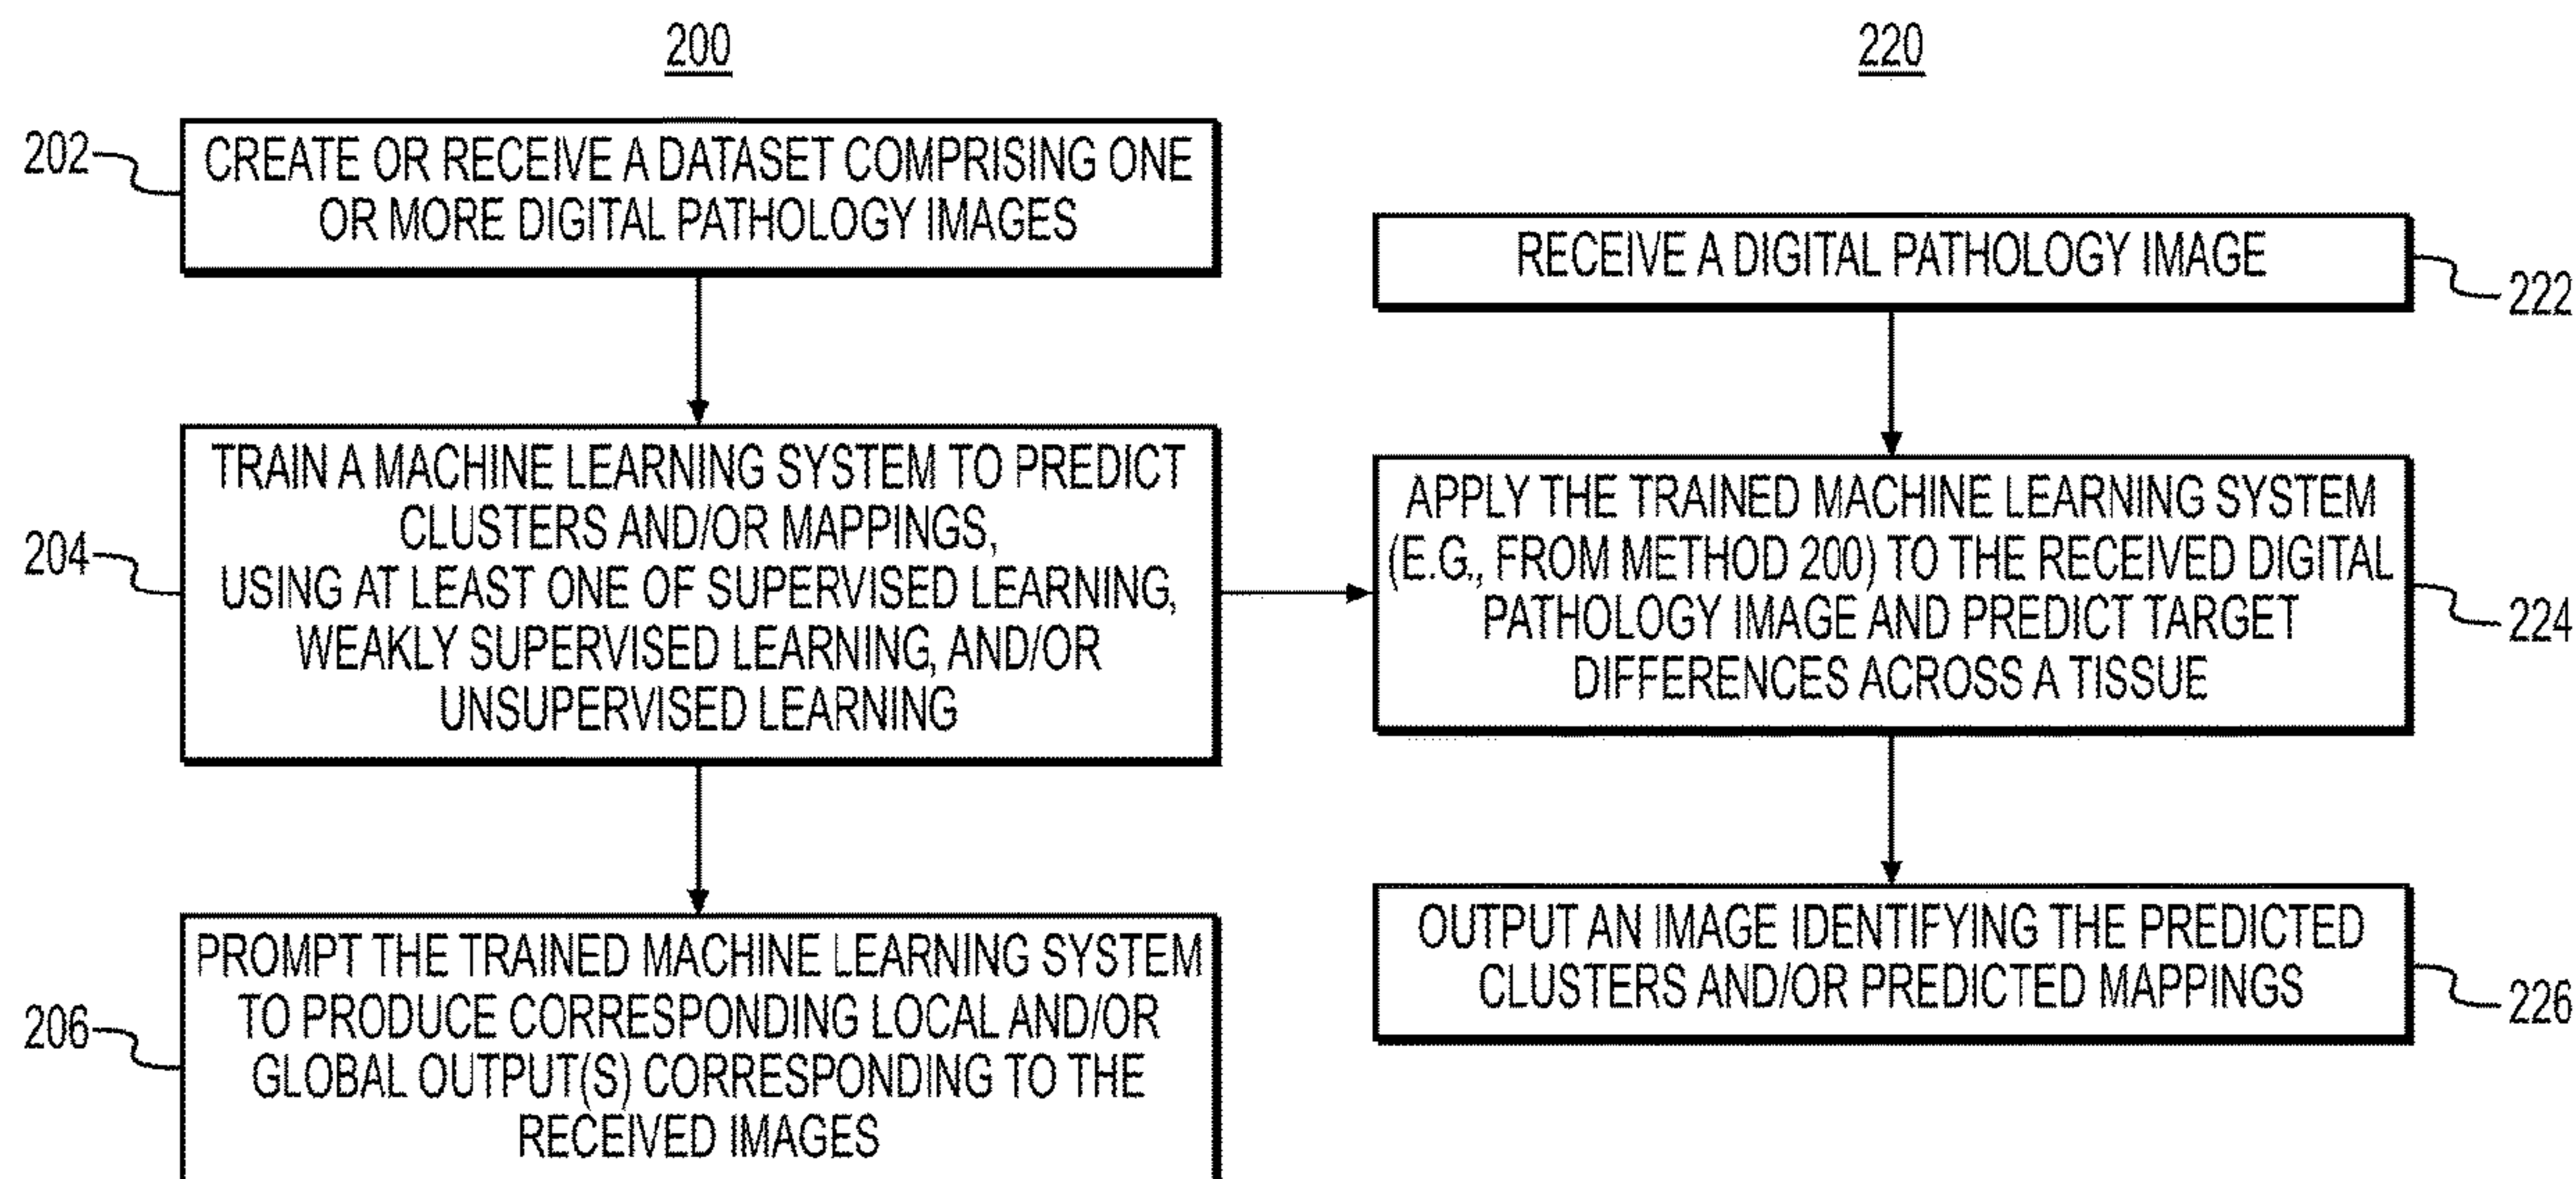 200
202
CREATE OR RECEIVE A DATASET COMPRISING ONE
OR MORE DIGITAL PATHOLOGY IMAGES
204
TRAIN A MACHINE LEARNING SYSTEM TO PREDICT
CLUSTERS AND/OR MAPPINGS,
USING AT LEAST ONE OF SUPERVISED LEARNING,
WEAKLY SUPERVISED LEARNING, AND/OR
UNSUPERVISED LEARNING
206
PROMPT THE TRAINED MACHINE LEARNING SYSTEM
TO PRODUCE CORRESPONDING LOCAL AND/OR
GLOBAL OUTPUT(S) CORRESPONDING TO THE
RECEIVED IMAGES
220
RECEIVE A DIGITAL PATHOLOGY IMAGE
222
APPLY THE TRAINED MACHINE LEARNING SYSTEM
(E.G., FROM METHOD 200) TO THE RECEIVED DIGITAL
PATHOLOGY IMAGE AND PREDICT TARGET
DIFFERENCES ACROSS A TISSUE
224
OUTPUT AN IMAGE IDENTIFYING THE PREDICTED
CLUSTERS AND/OR PREDICTED MAPPINGS
226